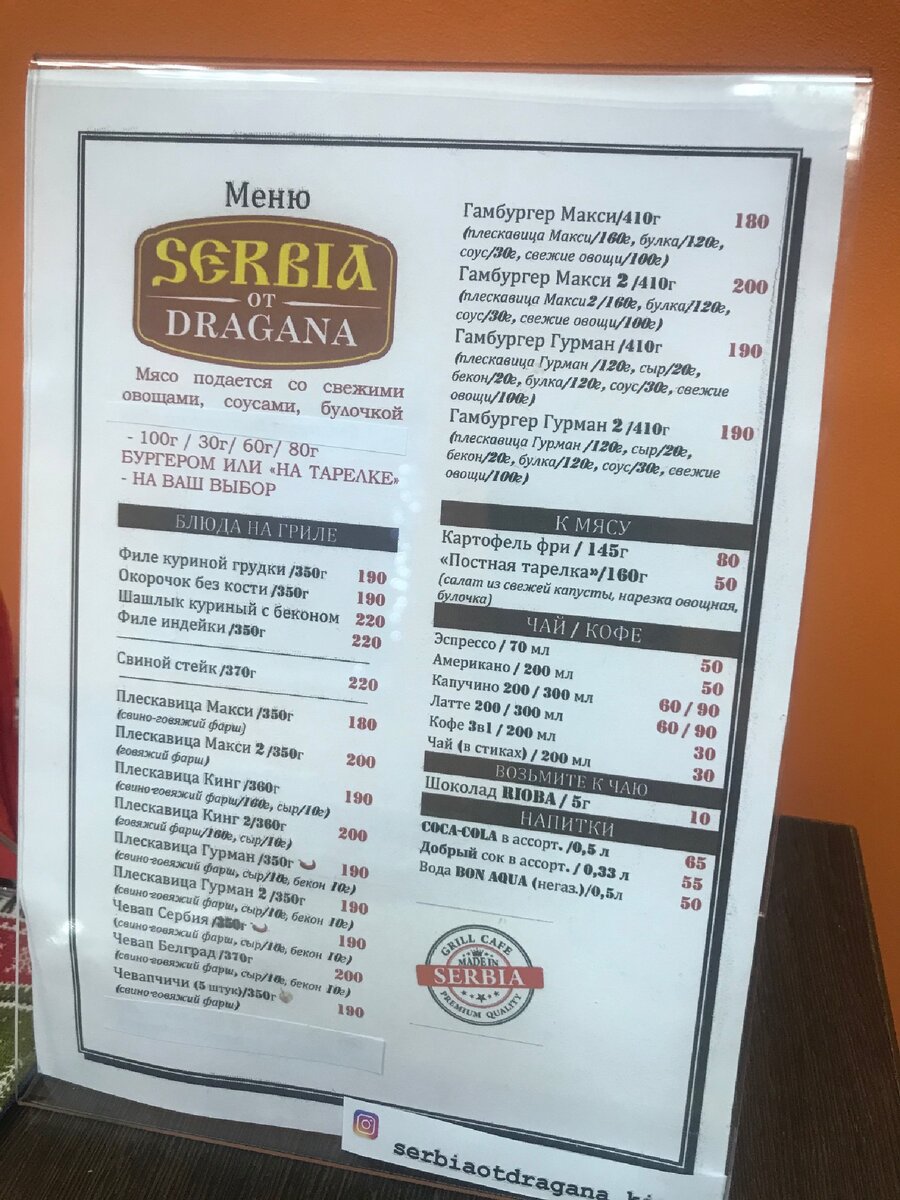 Меню
SERBIA
ОТ
DRAGANA
Мясо подается со свежими
овощами, соусами, булочкой
- 100г / 30г/ 60г/ 80г
БУРГЕРОМ ИЛИ «НА ТАРЕЛКЕ»
- НА ВАШ ВЫБОР
БЛЮДА НА ГРИЛЕ
Филе куриной грудки /350г 190
Окорочок без кости /350г 190
Шашлык куриный с беконом 220
Филе индейки /350г 220
Свиной стейк /370г 220
Плескавица Макси /350г 180
(свино-говяжий фарш)
Плескавица Макси 2 /350г 200
(говяжий фарш)
Плескавица Кинг /360г 190
(свино-говяжий фарш/160г, сыр/10г)
Плескавица Кинг 2/360г 200
(говяжий фарш/160г, сыр/10г)
Плескавица Гурман /350г 190
(свино-говяжий фарш, сыр/10г, бекон 10г)
Плескавица Гурман 2 /350г 190
(свино-говяжий фарш, сыр/10г, бекон 10г)
Чевап Сербия /350г 190
(свино-говяжий фарш, сыр/10г, бекон 10г)
Чевап Белград /370г 200
(свино-говяжий фарш, сыр/10г, бекон 10г)
Чевапчичи (5 штук)/350г 190
(свино-говяжий фарш)
Гамбургер Макси/410г 180
(плескавица Макси/160г, булка/120г,
соус/30г, свежие овощи/100г)
Гамбургер Макси 2 /410г 200
(плескавица Макси2 /160г, булка/120г,
соус/30г, свежие овощи/100г)
Гамбургер Гурман /410г 190
(плескавица Гурман /120г, сыр/20г,
бекон/20г, булка/120г, соус/30г, свежие
овощи/100г)
Гамбургер Гурман 2 /410г 190
(плескавица Гурман /120г, сыр/20г,
бекон/20г, булка/120г, соус/30г, свежие
овощи/100г)
К МЯСУ
Картофель фри / 145г 80
«Постная тарелка»/160г 50
(салат из свежей капусты, нарезка овощная,
булочка)
ЧАЙ / КОФЕ
Эспрессо / 70 мл 50
Американо / 200 мл 50
Капучино 200 / 300 мл 60 / 90
Латте 200 / 300 мл 60 / 90
Кофе 3в1 / 200 мл 30
Чай (в стиках) / 200 мл 30
ВОЗЬМИТЕ К ЧАЮ
Шоколад RIOBA / 5г 10
НАПИТКИ
COCA-COLA в ассорт. /0,5 л 65
Добрый сок в ассорт. / 0,33 л 55
Вода BON AQUA (негаз.)/0,5л 50
GRILL CAFE
MADE IN
SERBIA
PREMIUM QUALITY
serbiaotdragana